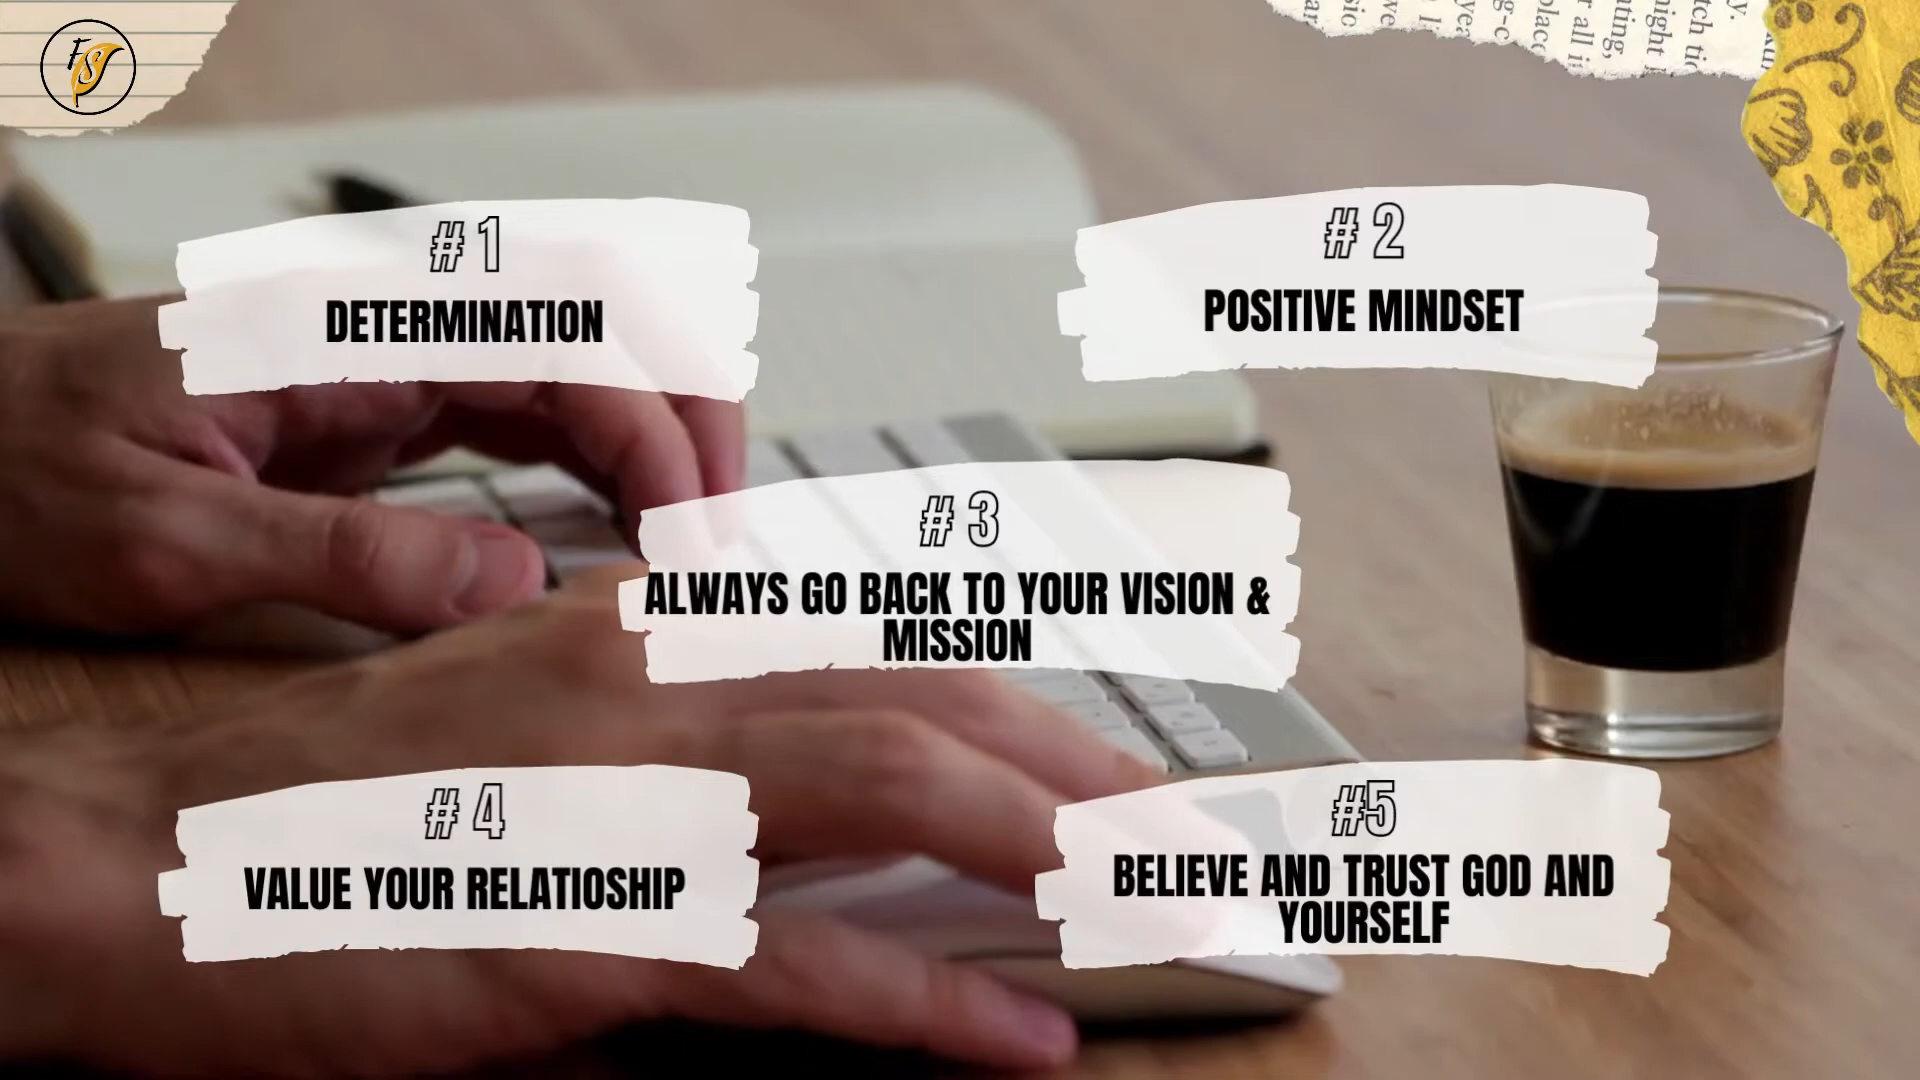 FS
# 1
DETERMINATION
# 2
POSITIVE MINDSET
# 3
ALWAYS GO BACK TO YOUR VISION &
MISSION
# 4
VALUE YOUR RELATIOSHIP
#5
BELIEVE AND TRUST GOD AND
YOURSELF